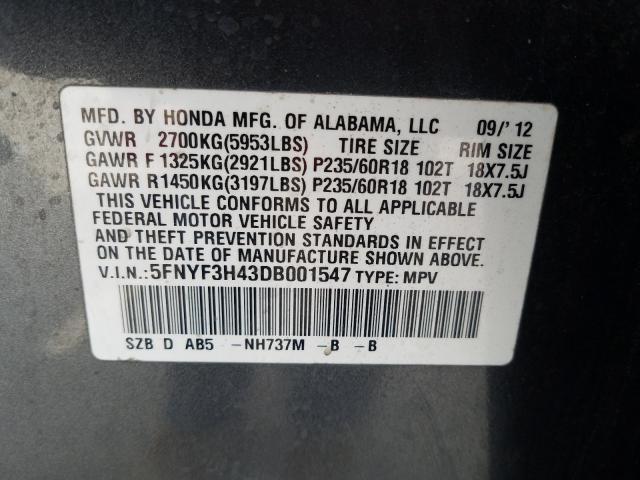 MFD. BY HONDA MFG. OF ALABAMA, LLC 09/'12
GVWR 2700KG(5953LBS) TIRE SIZE RIM SIZE
GAWR F 1325KG(2921LBS) P235/60R18 102T 18X7.5J
GAWR R1450KG(3197LBS) P235/60R18 102T 18X7.5J
THIS VEHICLE CONFORMS TO ALL APPLICABLE
FEDERAL MOTOR VEHICLE SAFETY
AND THEFT PREVENTION STANDARDS IN EFFECT
ON THE DATE OF MANUFACTURE SHOWN ABOVE.
V.I.N.:5FNYF3H43DB001547 TYPE: MPV
SZB D AB5 -NH737M -B -B